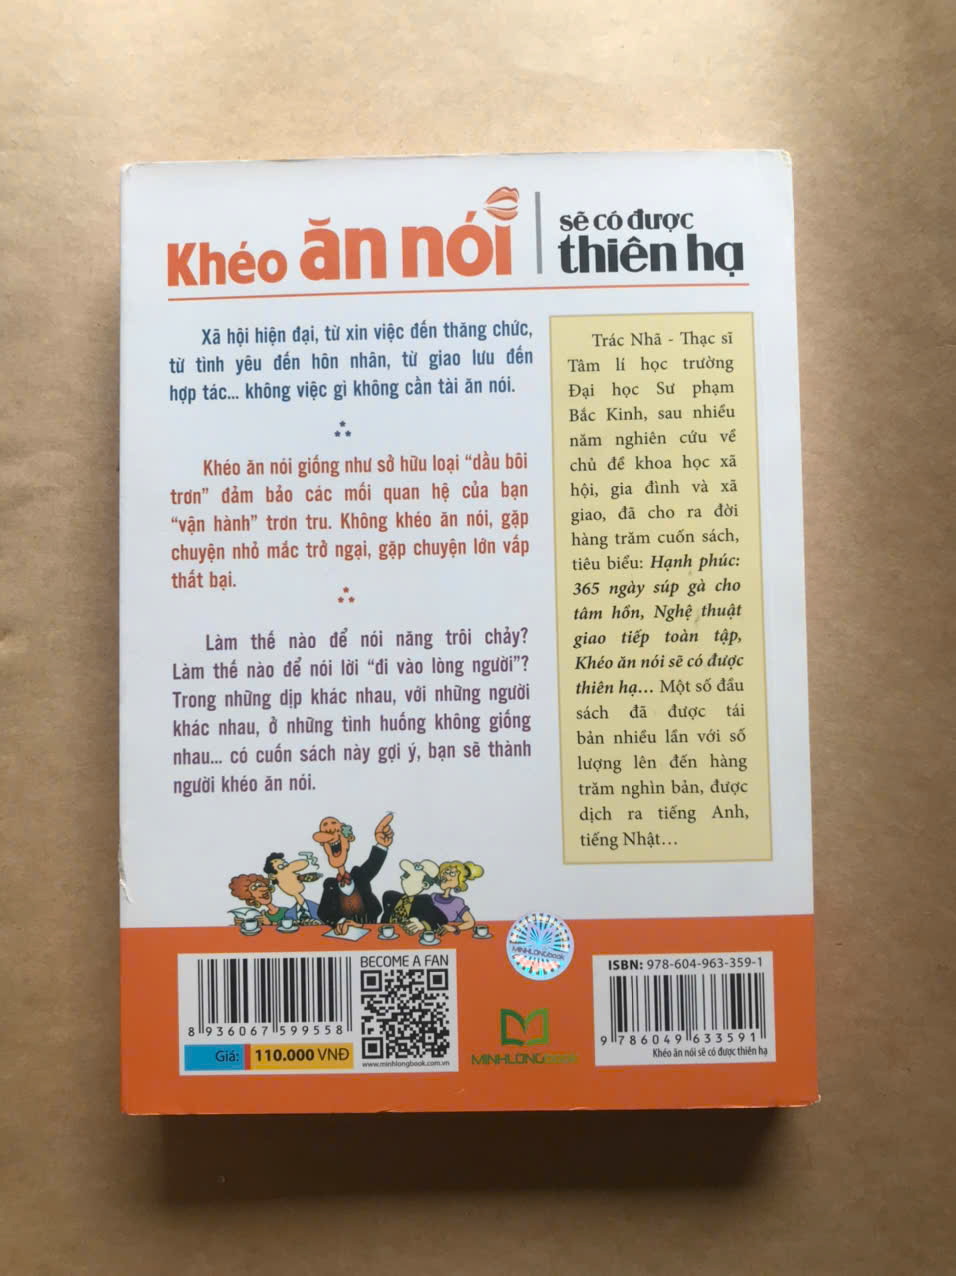 Khéo ăn nói
sẽ có được
thiên hạ
Xã hội hiện đại, từ xin việc đến thăng chức,
từ tình yêu đến hôn nhân, từ giao lưu đến
hợp tác... không việc gì không cần tài ăn nói.
Khéo ăn nói giống như sở hữu loại “dầu bôi
trơn” đảm bảo các mối quan hệ của bạn
“vận hành” trơn tru. Không khéo ăn nói, gặp
chuyện nhỏ mắc trở ngại, gặp chuyện lớn vấp
thất bại.
Làm thế nào để nói năng trôi chảy?
Làm thế nào để nói lời “đi vào lòng người”?
Trong những dịp khác nhau, với những người
khác nhau, ở những tình huống không giống
nhau... có cuốn sách này gợi ý, bạn sẽ thành
người khéo ăn nói.
Trác Nhã - Thạc sĩ
Tâm lí học trường
Đại học Sư phạm
Bắc Kinh, sau nhiều
năm nghiên cứu về
chủ đề khoa học xã
hội, gia đình và xã
giao, đã cho ra đời
hàng trăm cuốn sách,
tiêu biểu: Hạnh phúc:
365 ngày súp gà cho
tâm hồn, Nghệ thuật
giao tiếp toàn tập,
Khéo ăn nói sẽ có được
thiên hạ... Một số đầu
sách đã được tái
bản nhiều lần với số
lượng lên đến hàng
trăm nghìn bản, được
dịch ra tiếng Anh,
tiếng Nhật...
8 936067 599558
Giá: 110.000 VNĐ
BECOME A FAN
www.minhlongbook.com.vn
MINHLONGbook
MINHLONGbook
ISBN: 978-604-963-359-1
9 786049 633591
Khéo ăn nói sẽ có được thiên hạ